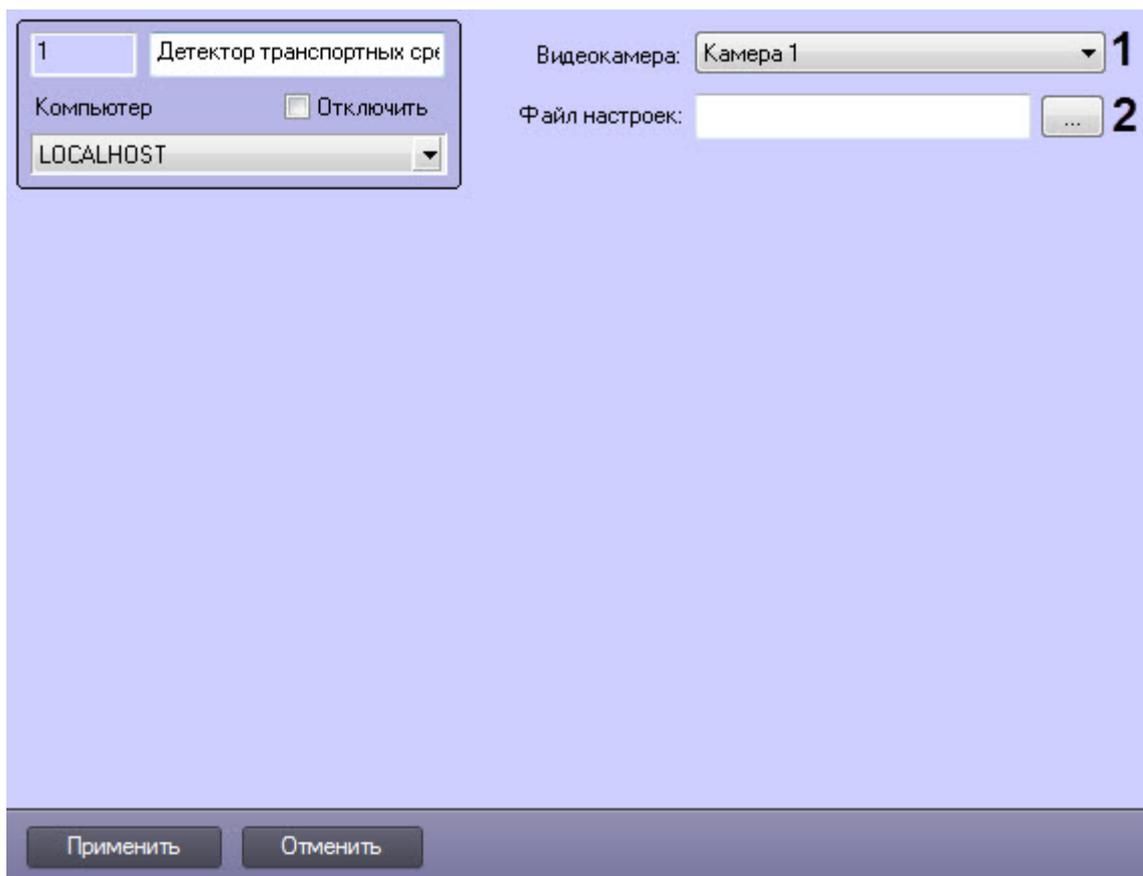 1
Детектор транспортных сре
Компьютер
Отключить
LOCALHOST
Видеокамера:
Камера 1
1
Файл настроек:
...
2
Применить
Отменить